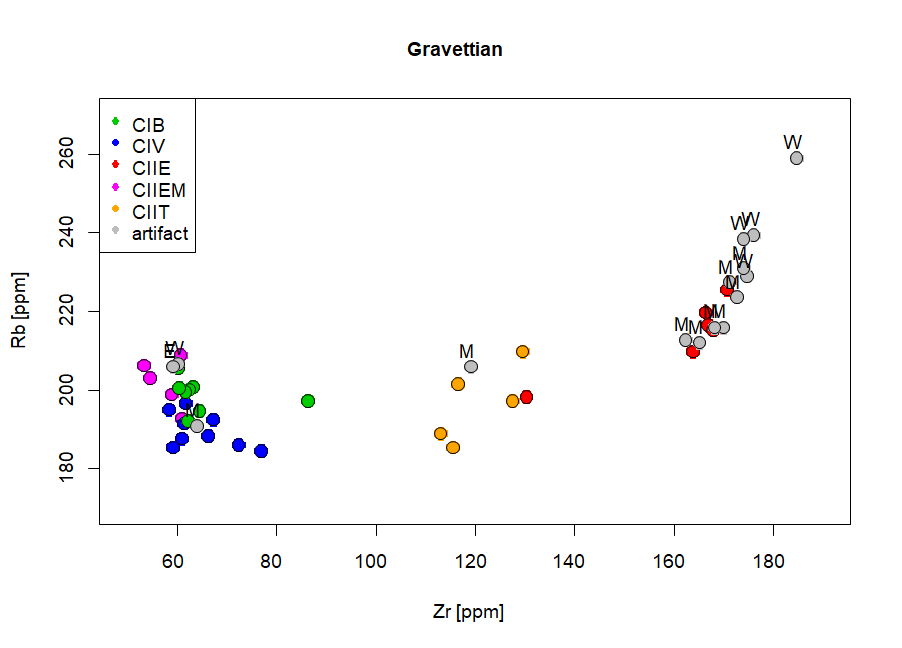 Gravettian
CIB
CIV
CIIE
CIIEM
CIIT
artifact
W
W W
M
M W
M
M M
M M
M
E W
M
260
240
220
200
180
Rb [ppm]
60 80 100 120 140 160 180
Zr [ppm]